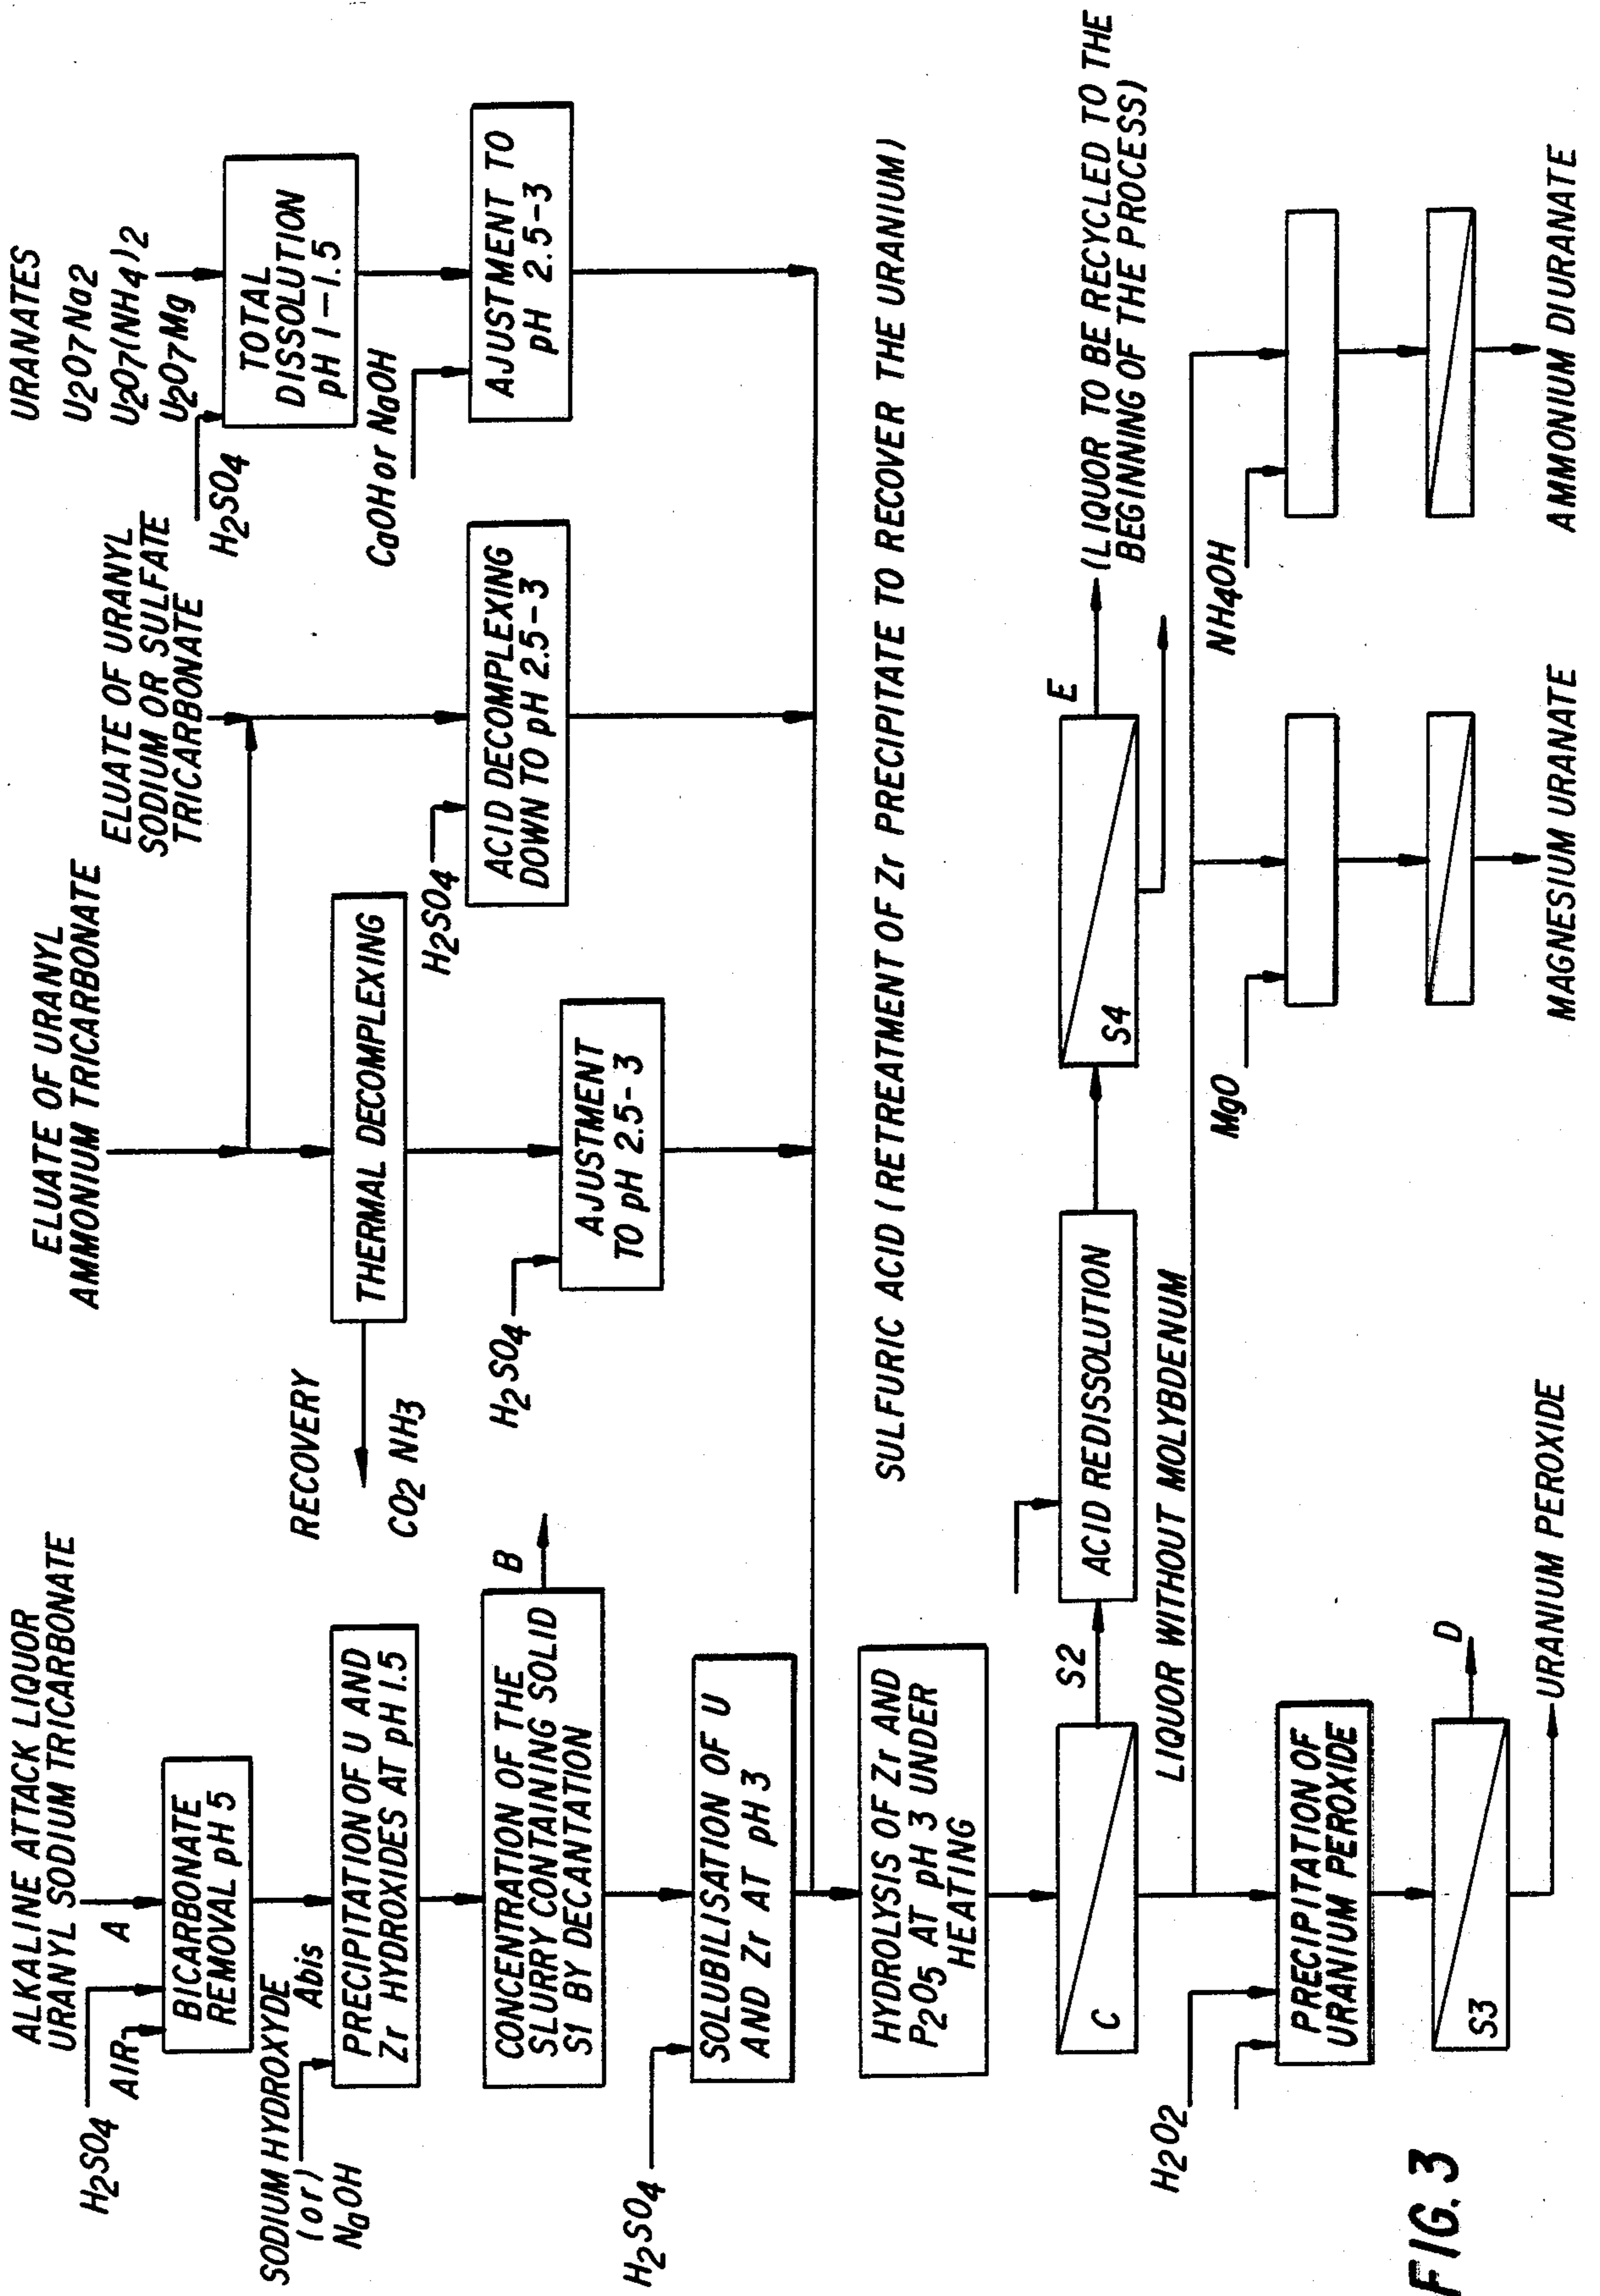 ALKALINE ATTACK LIQUOR
URANYL SODIUM TRICARBONATE
A
H2SO4
AIR
BICARBONATE
REMOVAL pH 5
SODIUM HYDROXYDE
(or)
NaOH
Abis
PRECIPITATION OF U AND
Zr HYDROXIDES AT pH 1.5
CONCENTRATION OF THE
SLURRY CONTAINING SOLID
S1 BY DECANTATION
B
H2SO4
SOLUBILISATION OF U
AND Zr AT pH 3
ELUATE OF URANYL
AMMONIUM TRICARBONATE
THERMAL DECOMPLEXING
RECOVERY
CO2 NH3
H2SO4
AJUSTMENT
TO pH 2.5-3
ELUATE OF URANYL
SODIUM OR SULFATE
TRICARBONATE
H2SO4
ACID DECOMPLEXING
DOWN TO pH 2.5-3
URANATES
U2O7Na2
U2O7(NH4)2
U2O7Mg
H2SO4
TOTAL
DISSOLUTION
pH 1-1.5
CaOH or NaOH
AJUSTMENT TO
pH 2.5-3
HYDROLYSIS OF Zr AND
P2O5 AT pH 3 UNDER
HEATING
SULFURIC ACID (RETREATMENT OF Zr PRECIPITATE TO RECOVER THE URANIUM)
C
S2
ACID REDISSOLUTION
S4
E
(LIQUOR TO BE RECYCLED TO THE
BEGINNING OF THE PROCESS)
LIQUOR WITHOUT MOLYBDENUM
H2O2
PRECIPITATION OF
URANIUM PEROXIDE
MgO
NH4OH
S3
D
URANIUM PEROXIDE
MAGNESIUM URANATE
AMMONIUM DIURANATE
FIG. 3